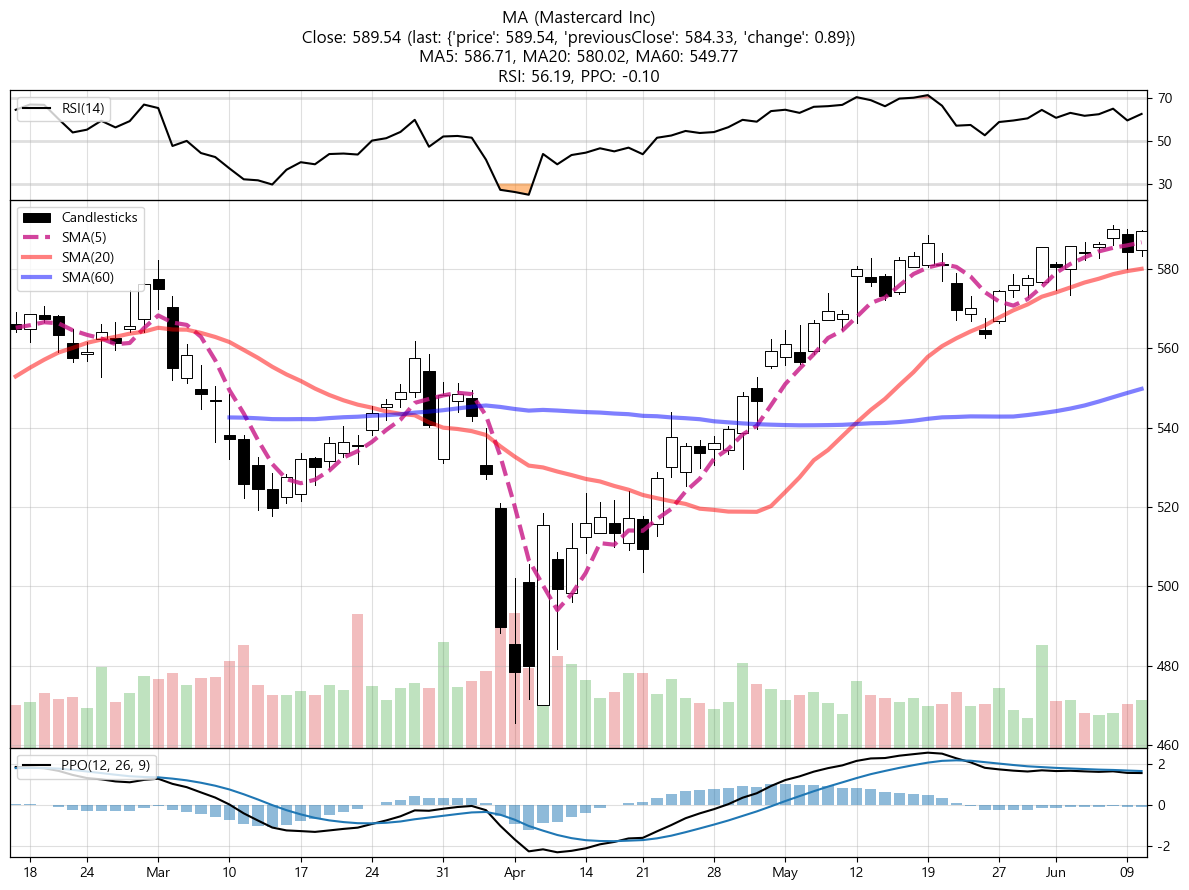 MA (Mastercard Inc)
Close: 589.54 (last: {'price': 589.54, 'previousClose': 584.33, 'change': 0.89})
MA5: 586.71, MA20: 580.02, MA60: 549.77
RSI: 56.19, PPO: -0.10
RSI(14)
70
50
30
Candlesticks
SMA(5)
SMA(20)
SMA(60)
580
560
540
520
500
480
460
PPO(12, 26, 9)
2
0
-2
18 24 Mar 10 17 24 31 Apr 14 21 28 May 12 19 27 Jun 09